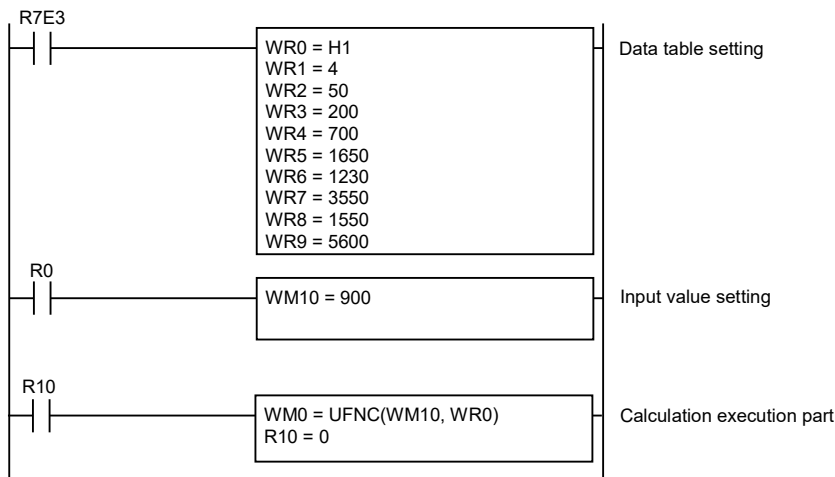 R7E3
WR0 = H1
Data table setting
WR1 = 4
WR2 = 50
WR3 = 200
WR4 = 700
WR5 = 1650
WR6 = 1230
WR7 = 3550
WR8 = 1550
WR9 = 5600
R0
WM10 = 900
Input value setting
R10
WM0 = UFNC(WM10, WR0)
Calculation execution part
R10 = 0